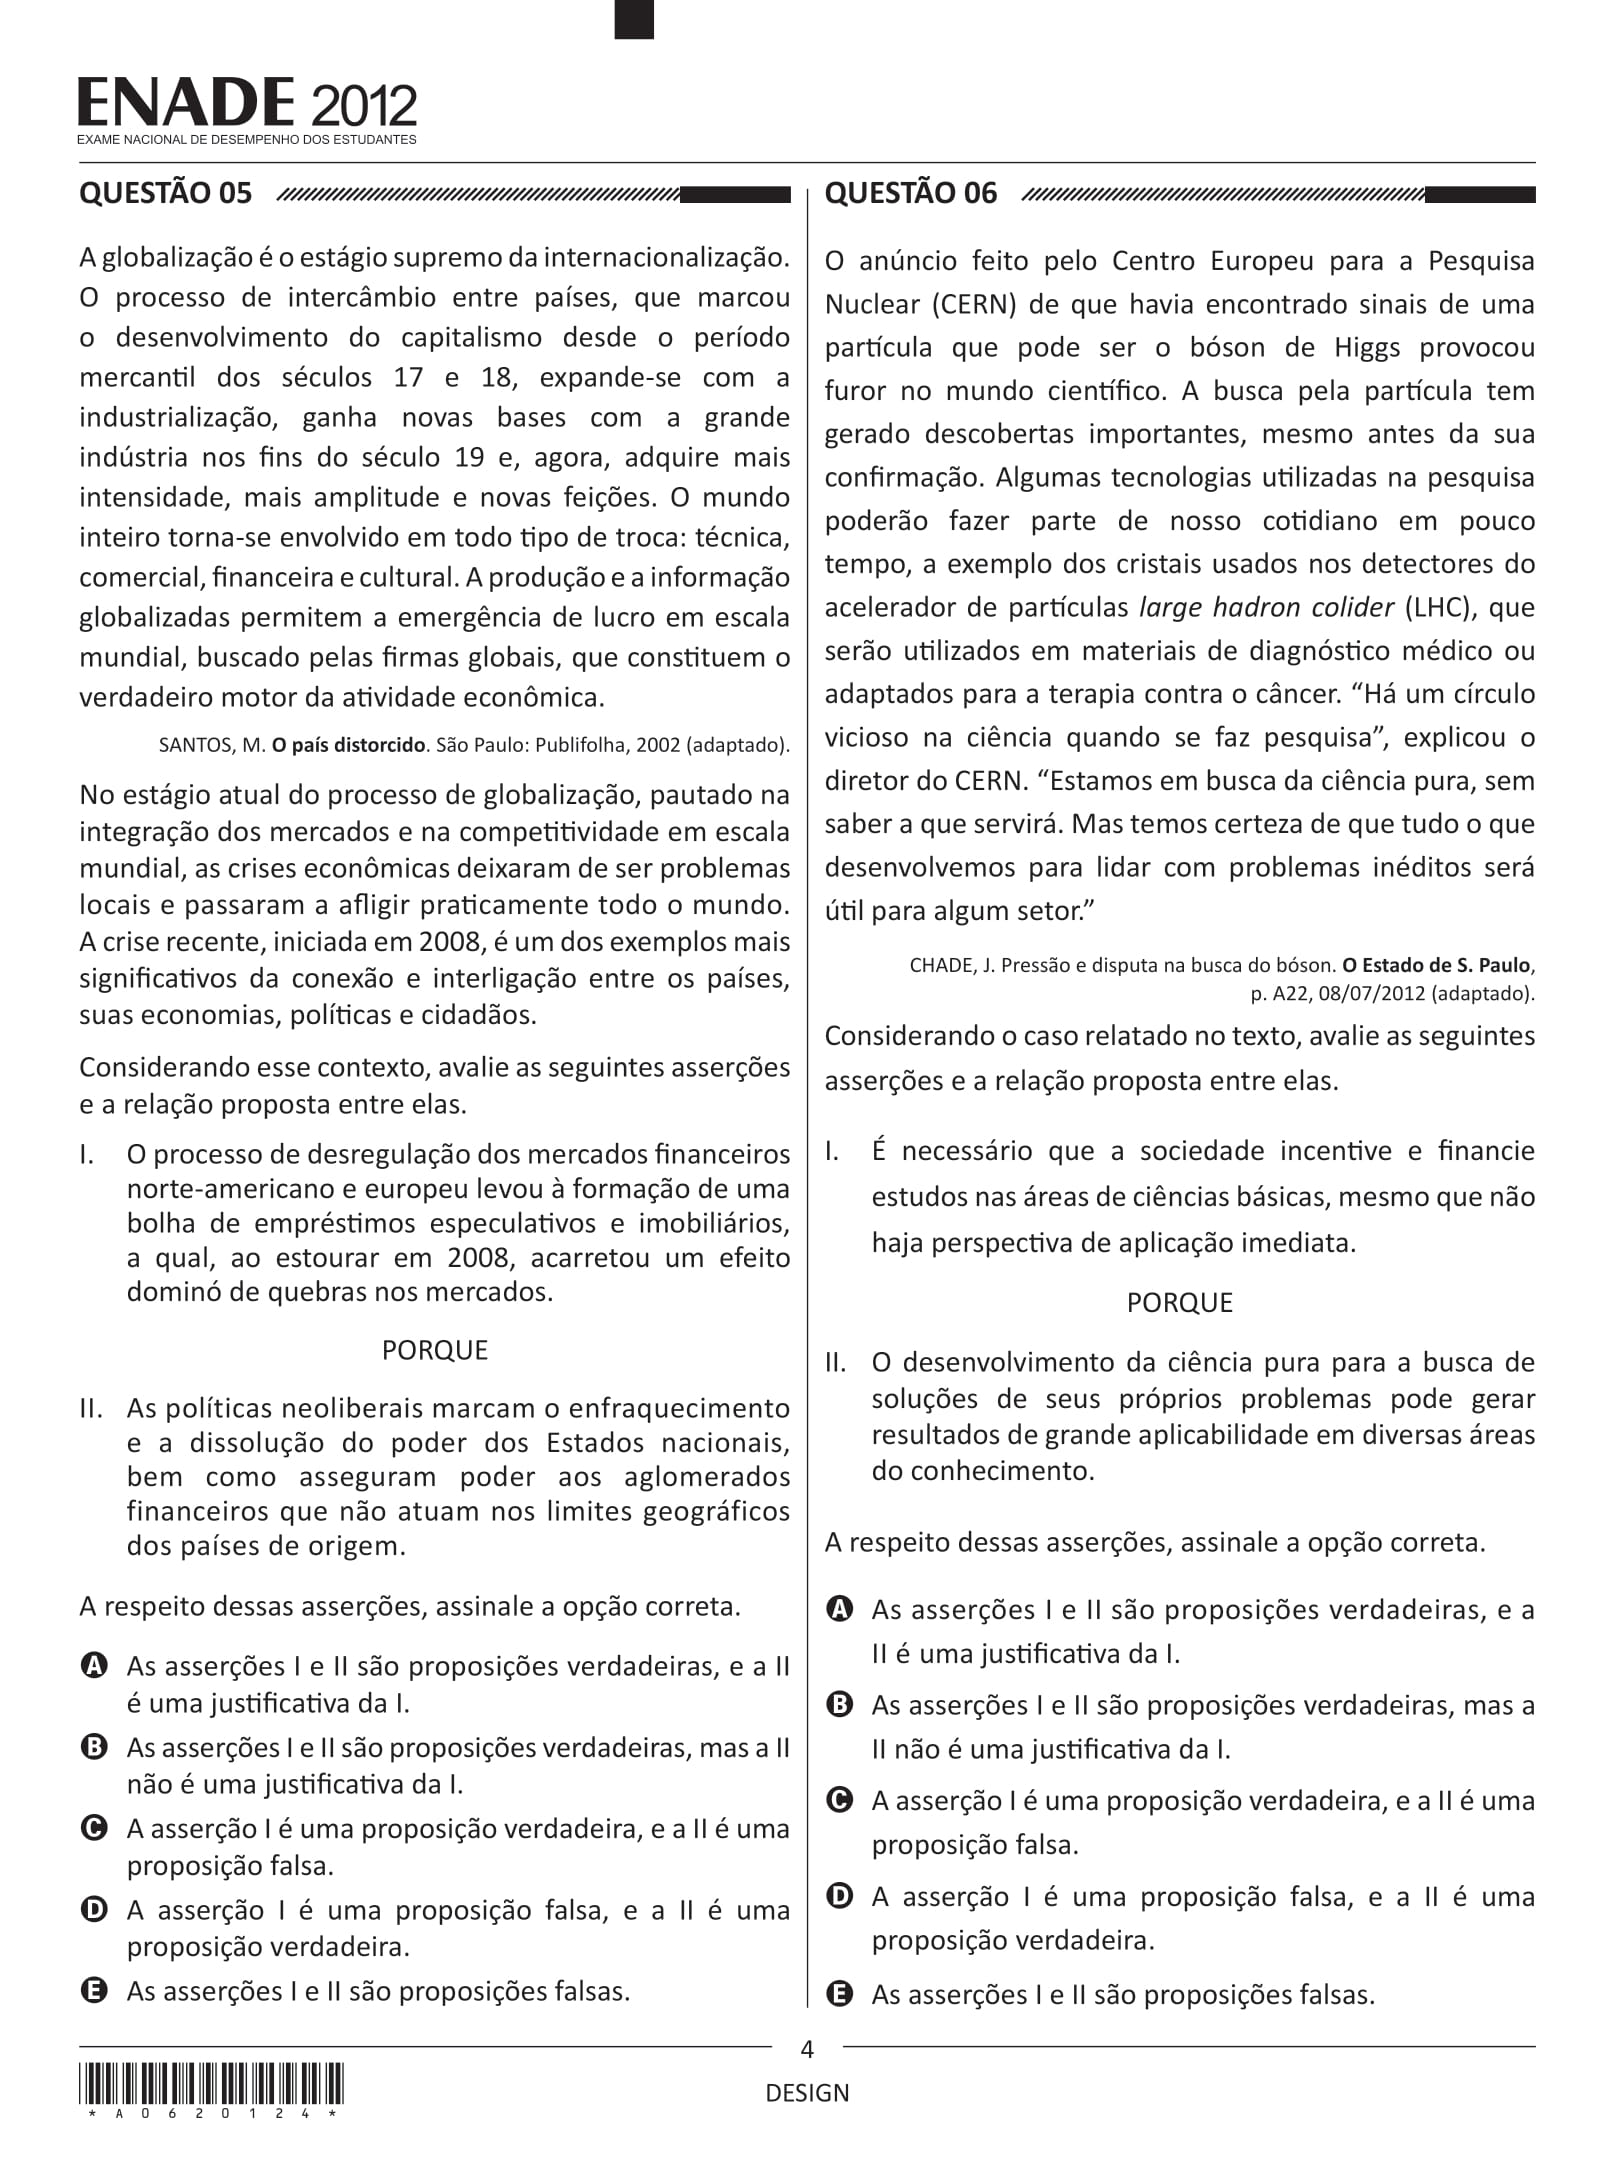 ENADE 2012
EXAME NACIONAL DE DESEMPENHO DOS ESTUDANTES
QUESTÃO 05
A globalização é o estágio supremo da internacionalização.
O processo de intercâmbio entre países, que marcou
o desenvolvimento do capitalismo desde o período
mercantil dos séculos 17 e 18, expande-se com a
industrialização, ganha novas bases com a grande
indústria nos fins do século 19 e, agora, adquire mais
intensidade, mais amplitude e novas feições. O mundo
inteiro torna-se envolvido em todo tipo de troca: técnica,
comercial, financeira e cultural. A produção e a informação
globalizadas permitem a emergência de lucro em escala
mundial, buscado pelas firmas globais, que constituem o
verdadeiro motor da atividade econômica.
SANTOS, M. O país distorcido. São Paulo: Publifolha, 2002 (adaptado).
No estágio atual do processo de globalização, pautado na
integração dos mercados e na competitividade em escala
mundial, as crises econômicas deixaram de ser problemas
locais e passaram a afligir praticamente todo o mundo.
A crise recente, iniciada em 2008, é um dos exemplos mais
significativos da conexão e interligação entre os países,
suas economias, políticas e cidadãos.
Considerando esse contexto, avalie as seguintes asserções
e a relação proposta entre elas.
I. O processo de desregulação dos mercados financeiros
norte-americano e europeu levou à formação de uma
bolha de empréstimos especulativos e imobiliários,
a qual, ao estourar em 2008, acarretou um efeito
dominó de quebras nos mercados.
PORQUE
II. As políticas neoliberais marcam o enfraquecimento
e a dissolução do poder dos Estados nacionais,
bem como asseguram poder aos aglomerados
financeiros que não atuam nos limites geográficos
dos países de origem.
A respeito dessas asserções, assinale a opção correta.
A As asserções I e II são proposições verdadeiras, e a II
é uma justificativa da I.
B As asserções I e II são proposições verdadeiras, mas a II
não é uma justificativa da I.
C A asserção I é uma proposição verdadeira, e a II é uma
proposição falsa.
D A asserção I é uma proposição falsa, e a II é uma
proposição verdadeira.
E As asserções I e II são proposições falsas.
QUESTÃO 06
O anúncio feito pelo Centro Europeu para a Pesquisa
Nuclear (CERN) de que havia encontrado sinais de uma
partícula que pode ser o bóson de Higgs provocou
furor no mundo científico. A busca pela partícula tem
gerado descobertas importantes, mesmo antes da sua
confirmação. Algumas tecnologias utilizadas na pesquisa
poderão fazer parte de nosso cotidiano em pouco
tempo, a exemplo dos cristais usados nos detectores do
acelerador de partículas large hadron colider (LHC), que
serão utilizados em materiais de diagnóstico médico ou
adaptados para a terapia contra o câncer. “Há um círculo
vicioso na ciência quando se faz pesquisa”, explicou o
diretor do CERN. “Estamos em busca da ciência pura, sem
saber a que servirá. Mas temos certeza de que tudo o que
desenvolvemos para lidar com problemas inéditos será
útil para algum setor.”
CHADE, J. Pressão e disputa na busca do bóson. O Estado de S. Paulo,
p. A22, 08/07/2012 (adaptado).
Considerando o caso relatado no texto, avalie as seguintes
asserções e a relação proposta entre elas.
I. É necessário que a sociedade incentive e financie
estudos nas áreas de ciências básicas, mesmo que não
haja perspectiva de aplicação imediata.
PORQUE
II. O desenvolvimento da ciência pura para a busca de
soluções de seus próprios problemas pode gerar
resultados de grande aplicabilidade em diversas áreas
do conhecimento.
A respeito dessas asserções, assinale a opção correta.
A As asserções I e II são proposições verdadeiras, e a
II é uma justificativa da I.
B As asserções I e II são proposições verdadeiras, mas a
II não é uma justificativa da I.
C A asserção I é uma proposição verdadeira, e a II é uma
proposição falsa.
D A asserção I é uma proposição falsa, e a II é uma
proposição verdadeira.
E As asserções I e II são proposições falsas.
4
DESIGN
* A 0 6 2 0 1 2 4 *